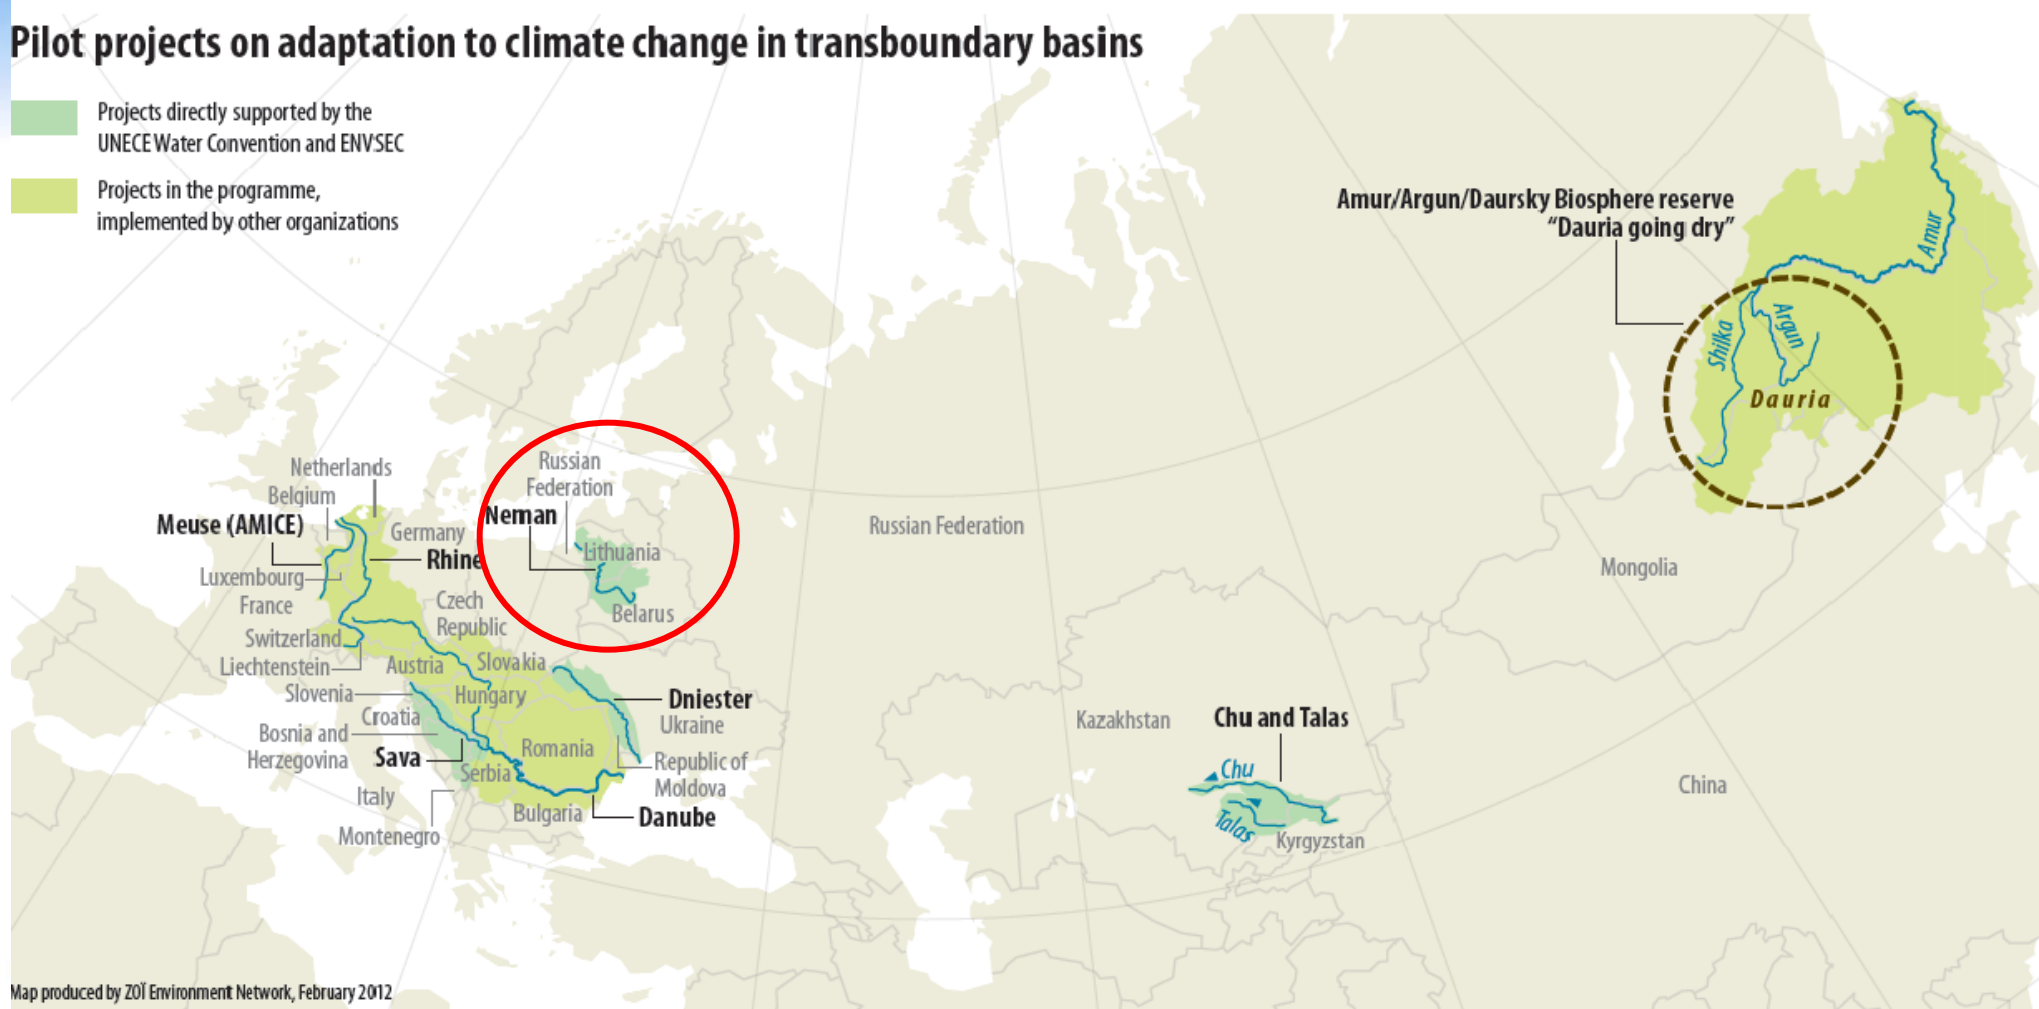 Pilot projects on adaptation to climate change in transboundary basins
Projects directly supported by the
UNECE Water Convention and ENVSEC
Projects in the programme,
implemented by other organizations
Amur/Argun/Daursky Biosphere reserve
“Dauria going dry”
Amur
Argun
Shilka
Dauria
Russian
Federation
Neman
Lithuania
Belarus
Netherlands
Belgium
Meuse (AMICE)
Germany
Rhine
Luxembourg
France
Czech
Republic
Switzerland
Liechtenstein
Austria
Slovakia
Slovenia
Hungary
Croatia
Bosnia and
Herzegovina
Sava
Romania
Serbia
Italy
Bulgaria
Montenegro
Dniester
Ukraine
Republic of
Moldova
Danube
Russian Federation
Mongolia
Kazakhstan
Chu and Talas
Chu
Talas
Kyrgyzstan
China
Map produced by ZOÏ Environment Network, February 2012